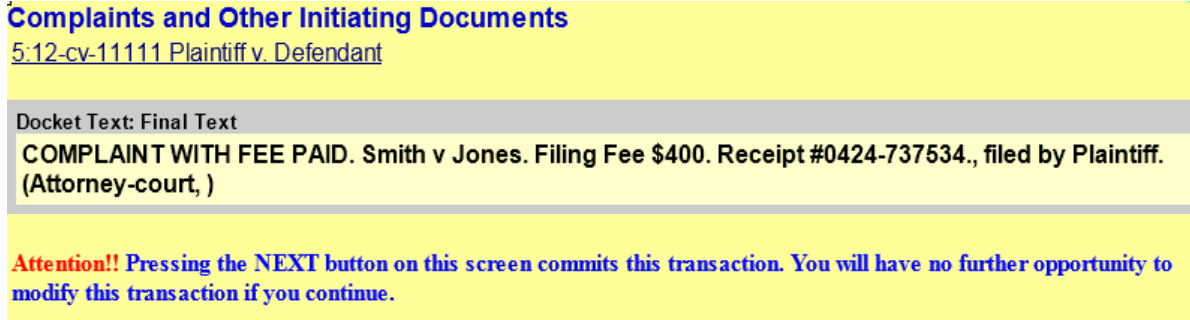 Complaints and Other Initiating Documents
5:12-cv-11111 Plaintiff v. Defendant
Docket Text: Final Text
COMPLAINT WITH FEE PAID. Smith v Jones. Filing Fee $400. Receipt #0424-737534., filed by Plaintiff.
(Attorney-court, )
Attention!! Pressing the NEXT button on this screen commits this transaction. You will have no further opportunity to
modify this transaction if you continue.